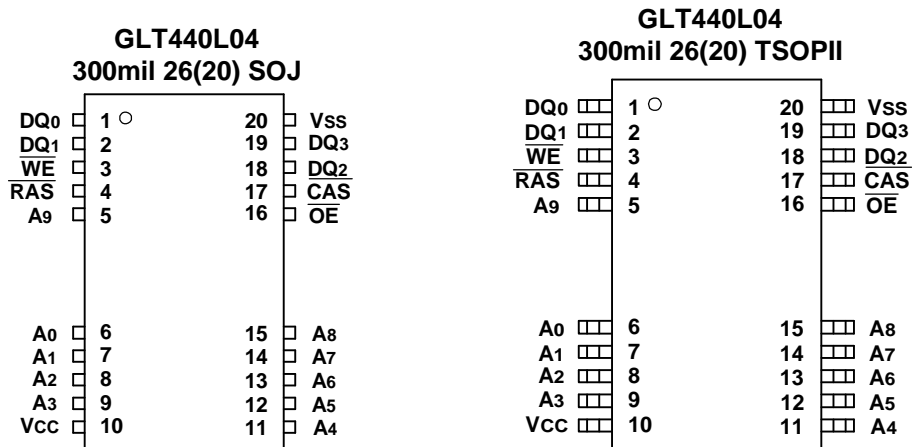 GLT440L04
300mil 26(20) SOJ
DQ0 1 20 VSS
DQ1 2 19 DQ3
WE 3 18 DQ2
RAS 4 17 CAS
A9 5 16 OE
A0 6 15 A8
A1 7 14 A7
A2 8 13 A6
A3 9 12 A5
VCC 10 11 A4
GLT440L04
300mil 26(20) TSOPII
DQ0 1 20 VSS
DQ1 2 19 DQ3
WE 3 18 DQ2
RAS 4 17 CAS
A9 5 16 OE
A0 6 15 A8
A1 7 14 A7
A2 8 13 A6
A3 9 12 A5
VCC 10 11 A4